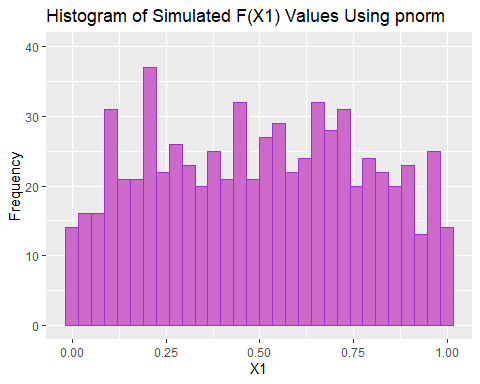 Histogram of Simulated F(X1) Values Using pnorm
40
30
20
10
0
Frequency
0.00 0.25 0.50 0.75 1.00
X1